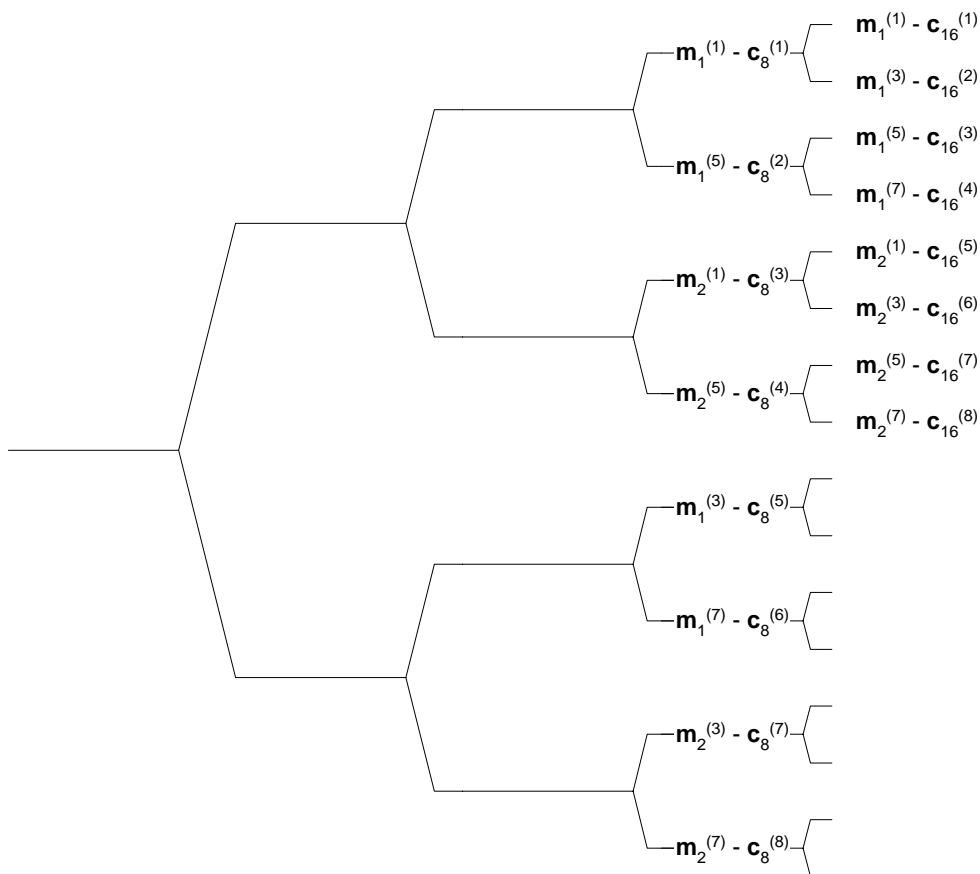 m₁⁽¹⁾ - c₁₆⁽¹⁾
m₁⁽¹⁾ - c₈⁽¹⁾
m₁⁽³⁾ - c₁₆⁽²⁾
m₁⁽⁵⁾ - c₁₆⁽³⁾
m₁⁽⁵⁾ - c₈⁽²⁾
m₁⁽⁷⁾ - c₁₆⁽⁴⁾
m₂⁽¹⁾ - c₁₆⁽⁵⁾
m₂⁽¹⁾ - c₈⁽³⁾
m₂⁽³⁾ - c₁₆⁽⁶⁾
m₂⁽⁵⁾ - c₁₆⁽⁷⁾
m₂⁽⁵⁾ - c₈⁽⁴⁾
m₂⁽⁷⁾ - c₁₆⁽⁸⁾
m₁⁽³⁾ - c₈⁽⁵⁾
m₁⁽⁷⁾ - c₈⁽⁶⁾
m₂⁽³⁾ - c₈⁽⁷⁾
m₂⁽⁷⁾ - c₈⁽⁸⁾